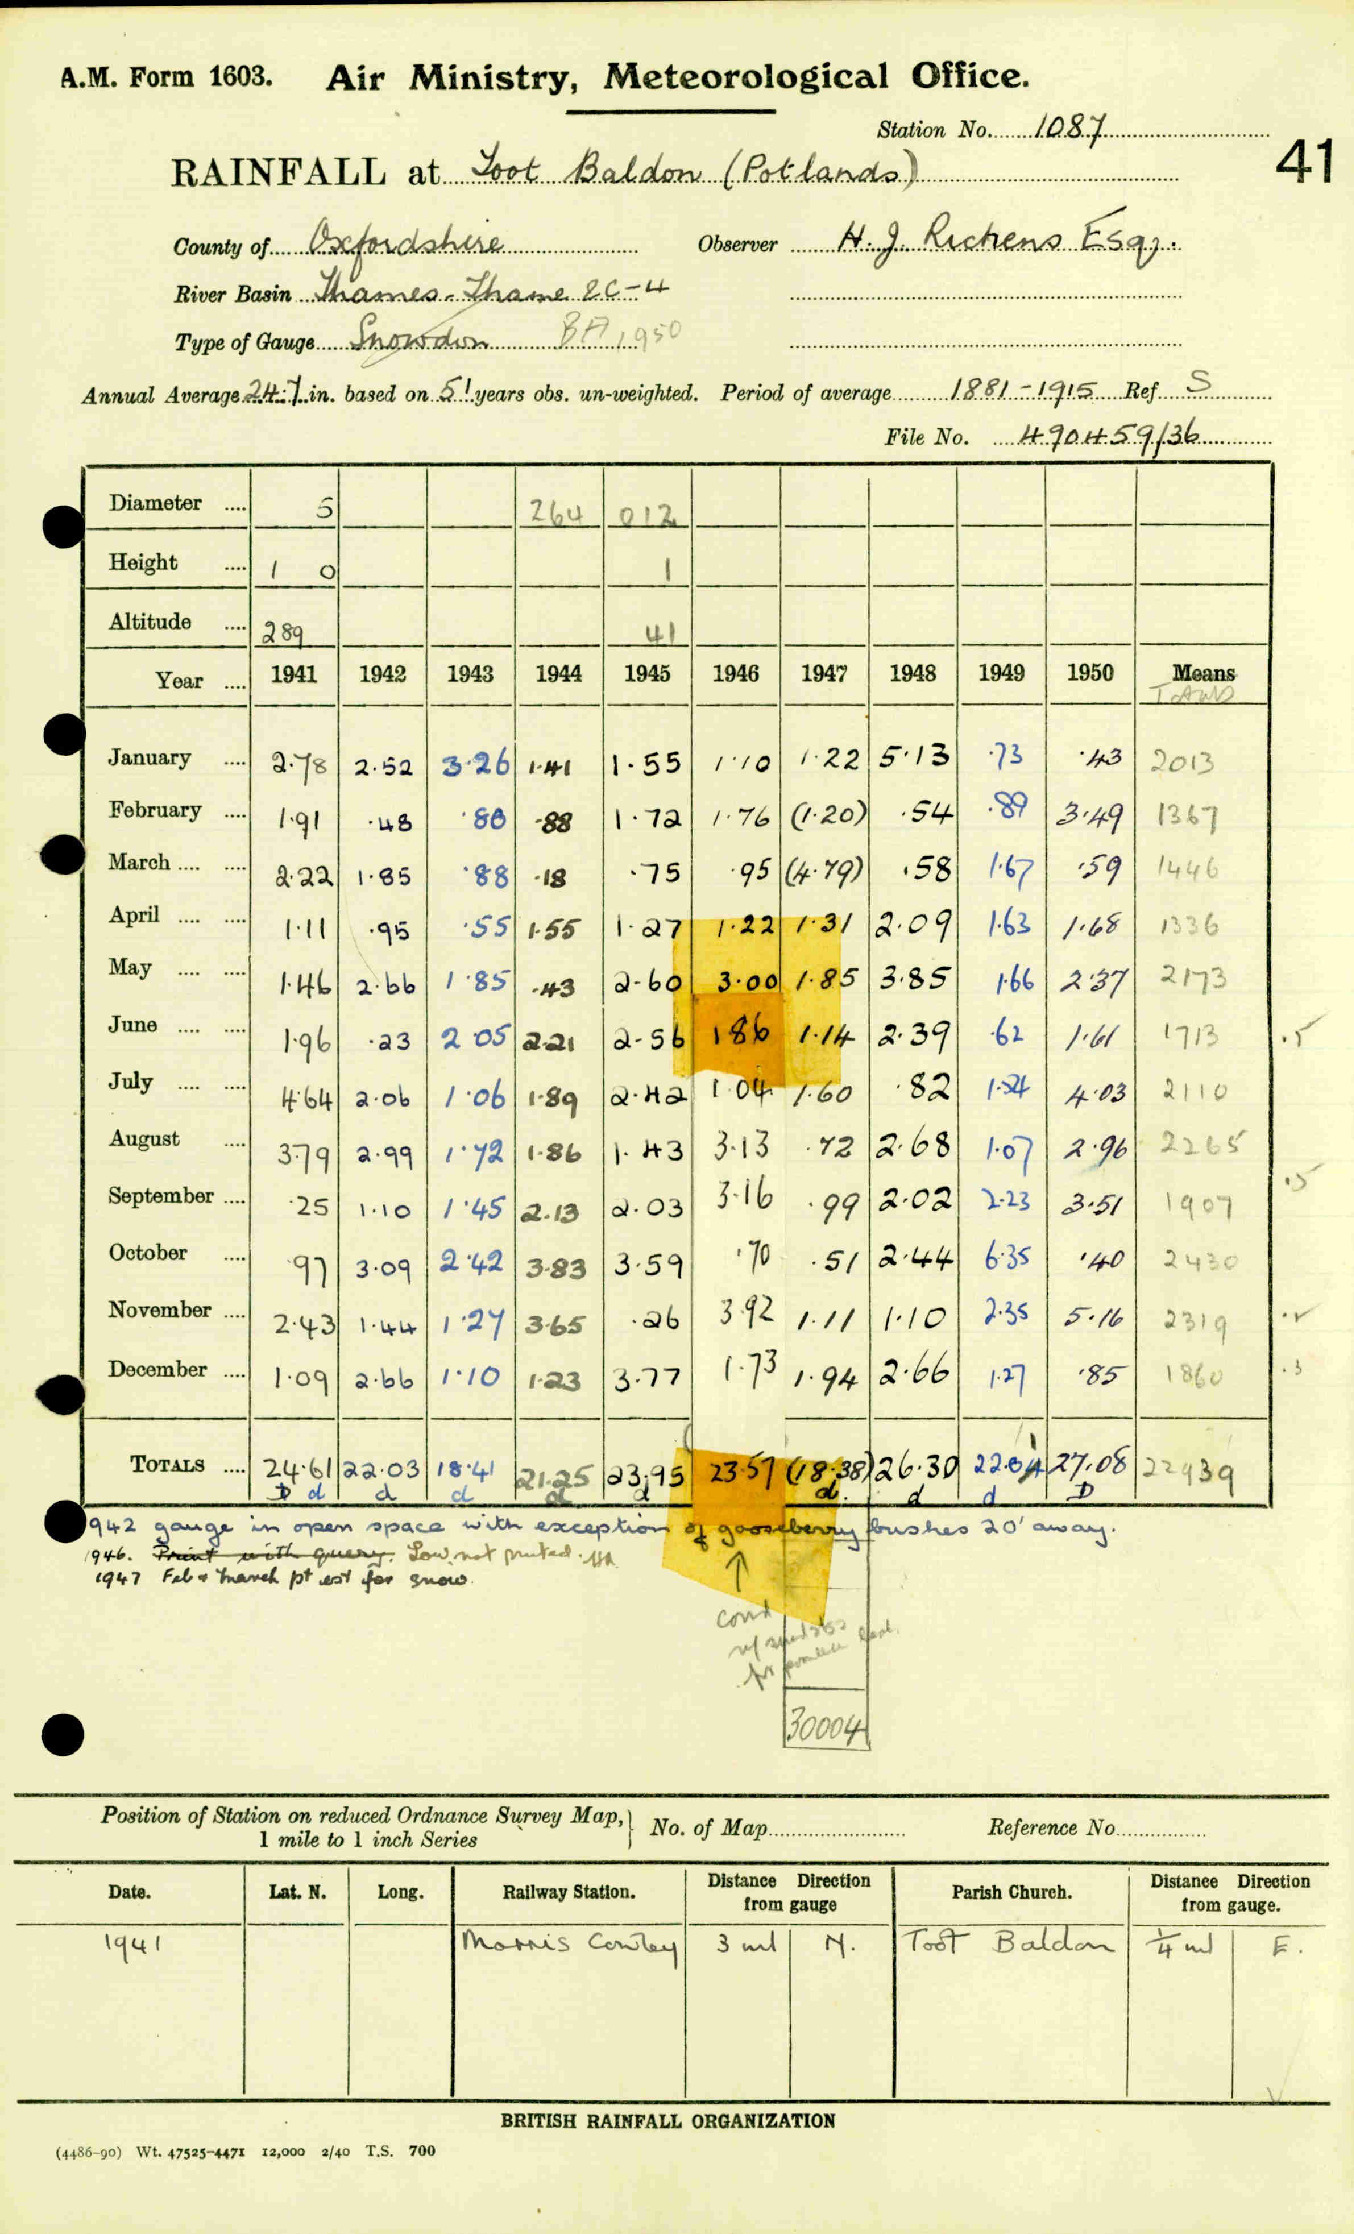 A.M. Form 1603. Air Ministry, Meteorological Office.
Station No. 1087
41
RAINFALL at Toot Baldon (Potlands)
County of Oxfordshire Observer H. J. Rickens Esq.
River Basin Thames - Thame 2C-4
Type of Gauge Snowdon BA 1950
Annual Average 24.7 in. based on 5! years obs. un-weighted. Period of average 1881-1915 Ref S
File No. 490459/36
Diameter .... 5 264 012
Height .... 1 0 1
Altitude .... 289 41
Year .... 1941 1942 1943 1944 1945 1946 1947 1948 1949 1950 Means
Totals
January .... 2.78 2.52 3.26 1.41 1.55 1.10 1.22 5.13 .73 .43 2013
February .... 1.91 .48 .80 .88 1.72 1.76 (1.20) .54 .89 3.49 1367
March .... .... 2.22 1.85 .88 .18 .75 .95 (4.79) .58 1.67 .59 1446
April .... .... 1.11 .95 .55 1.55 1.27 1.22 1.31 2.09 1.63 1.68 1336
May .... .... 1.46 2.66 1.85 .43 2.60 3.00 1.85 3.85 1.66 2.37 2173
June .... .... 1.96 .23 2.05 2.21 2.56 1.86 1.14 2.39 .62 1.61 1713 .5
July .... .... 4.64 2.06 1.06 1.89 2.42 1.04 1.60 .82 1.54 4.03 2110
August .... 3.79 2.99 1.72 1.86 1.43 3.13 .72 2.68 1.07 2.96 2265
September .... .25 1.10 1.45 2.13 2.03 3.16 .99 2.02 2.23 3.51 1907 .5
October .... .97 3.09 2.42 3.83 3.59 .70 .51 2.44 6.35 .40 2430
November .... 2.43 1.44 1.27 3.65 .26 3.92 1.11 1.10 2.35 5.16 2319
December .... 1.09 2.66 1.10 1.23 3.77 1.73 1.94 2.66 1.27 .85 1860 .3
TOTALS .... 24.61 22.03 18.41 21.25 23.95 23.57 (18.38) 26.30 22.01 27.08 22939
D d d d d d d. d d D
1942 gauge in open space with exception of gooseberry bushes 20' away.
1946. Print with query. Low, not printed.
1947 Feb & March pt est for snow.
30004
Position of Station on reduced Ordnance Survey Map, No. of Map Reference No.
1 mile to 1 inch Series
Date. Lat. N. Long. Railway Station. Distance from gauge Direction Parish Church. Distance from gauge. Direction
1941 Morris Cowley 3 ml N. Toot Baldon 1/4 ml E.
BRITISH RAINFALL ORGANIZATION
(4486-90) Wt. 47525-4471 12,000 2/40 T.S. 700